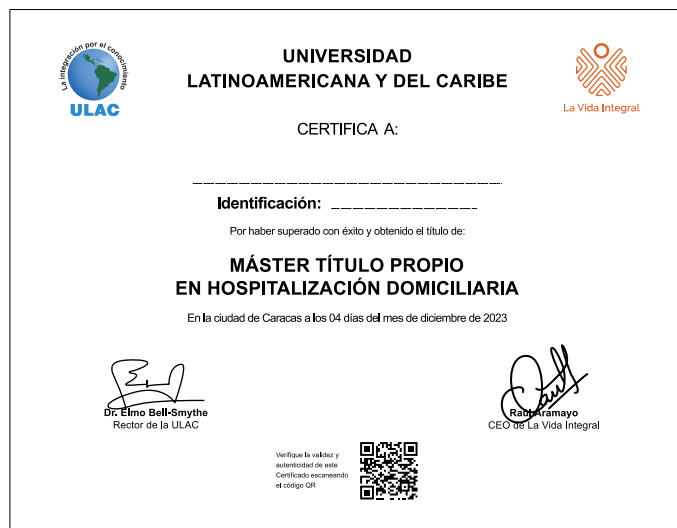 La integración por el conocimiento
ULAC
UNIVERSIDAD
LATINOAMERICANA Y DEL CARIBE
La Vida Integral
CERTIFICA A:
Identificación:
Por haber superado con éxito y obtenido el título de:
MÁSTER TÍTULO PROPIO
EN HOSPITALIZACIÓN DOMICILIARIA
En la ciudad de Caracas a los 04 días del mes de diciembre de 2023
Dr. Elmo Bell-Smythe
Rector de la ULAC
Raúl Aramayo
CEO de La Vida Integral
Verifique la validez y
autenticidad de este
Certificado escaneando
el código QR